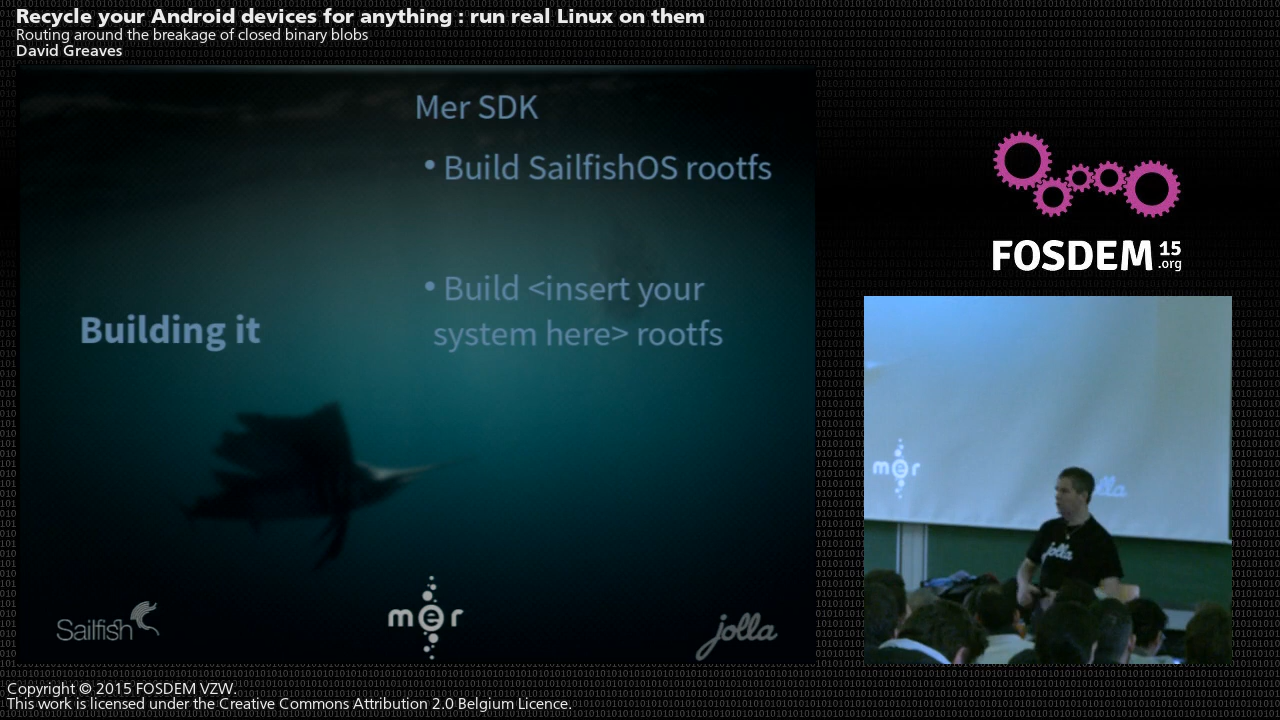 Recycle your Android devices for anything : run real Linux on them
Routing around the breakage of closed binary blobs
David Greaves
Mer SDK
• Build SailfishOS rootfs
• Build <insert your
system here> rootfs
Building it
Sailfish
mer
jolla
FOSDEM 15
.org
mer
jolla
jolla
Copyright © 2015 FOSDEM VZW.
This work is licensed under the Creative Commons Attribution 2.0 Belgium Licence.